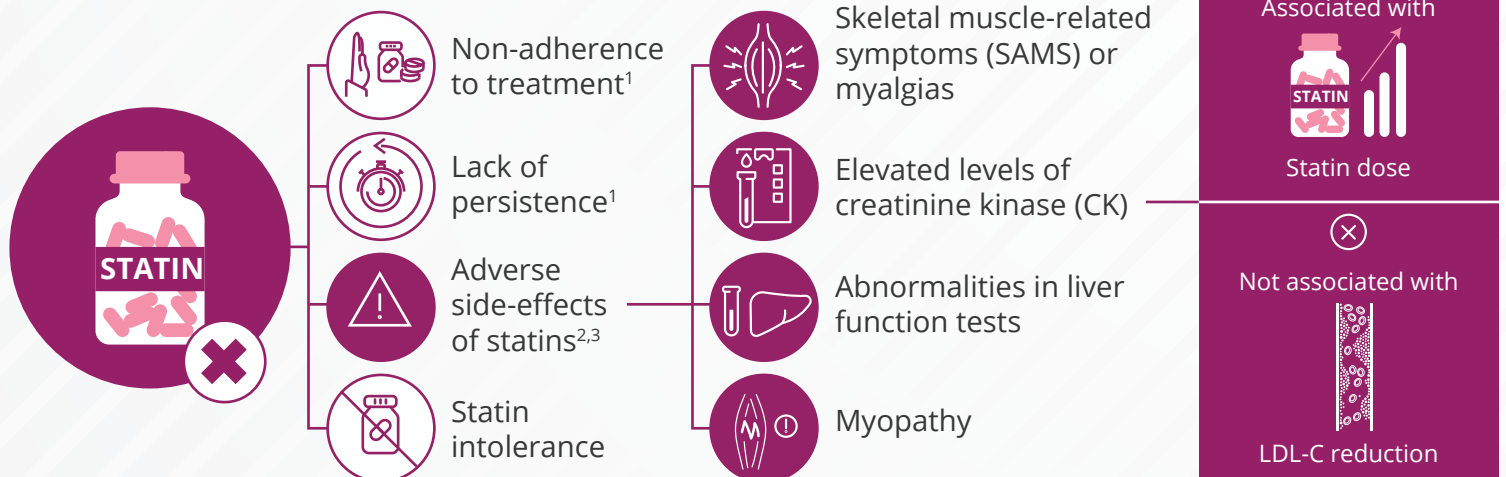 STATIN
Non-adherence
to treatment1
Lack of
persistence1
Adverse
side-effects
of statins2,3
Statin
intolerance
Skeletal muscle-related
symptoms (SAMS) or
myalgias
Elevated levels of
creatinine kinase (CK)
Abnormalities in liver
function tests
Myopathy
Associated with
STATIN
Statin dose
Not associated with
LDL-C reduction